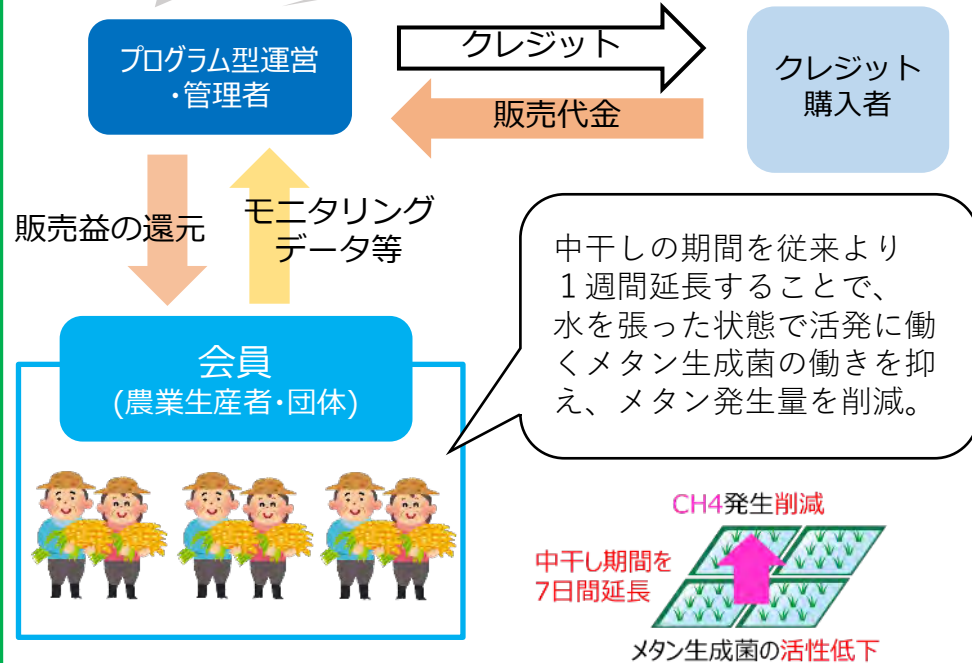 プログラム型運営
・管理者
クレジット
販売代金
クレジット
購入者
販売益の還元
モニタリング
データ等
中干しの期間を従来より
１週間延長することで、
水を張った状態で活発に働
くメタン生成菌の働きを抑
え、メタン発生量を削減。
会員
(農業生産者・団体)
CH4発生削減
中干し期間を
7日間延長
メタン生成菌の活性低下